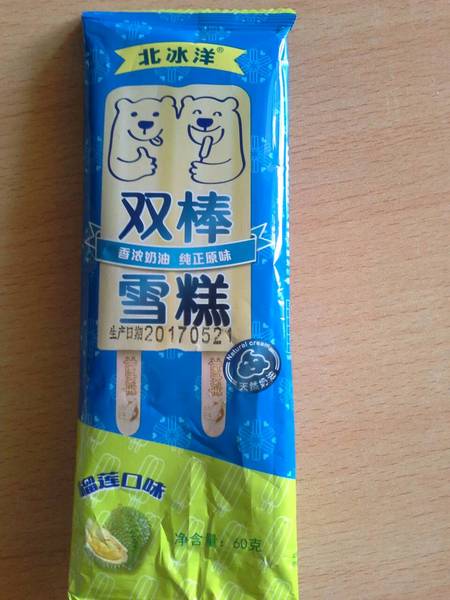 北冰洋®
双棒
香浓奶油 纯正原味
雪糕
生产日期20170521
Natural cream
天然奶油
榴莲口味
净含量：60克